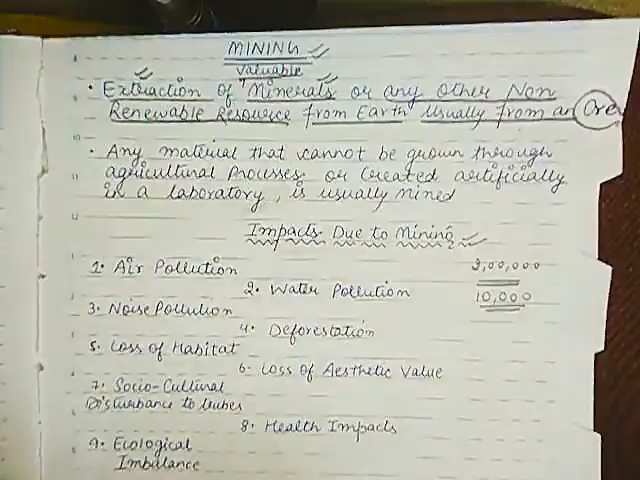 MINING
Valuable
• Extraction of Minerals or any other Non
Renewable Resource from Earth Usually from an Ore
• Any material that cannot be grown through
agricultural Processes or Created artificially
in a laboratory, is usually mined
Impacts Due to Mining
1. Air Pollution
2,00,000
2. Water Pollution
10,000
3. Noise Pollution
4. Deforestation
5. Loss of Habitat
6. Loss of Aesthetic Value
7. Socio-Cultural
Disturbance to tribes
8. Health Impacts
9. Ecological
Imbalance